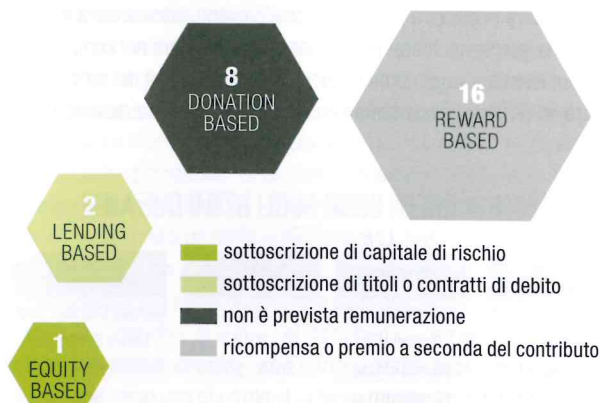 8
DONATION
BASED
16
REWARD
BASED
2
LENDING
BASED
1
EQUITY
BASED
sottoscrizione di capitale di rischio
sottoscrizione di titoli o contratti di debito
non è prevista remunerazione
ricompensa o premio a seconda del contributo